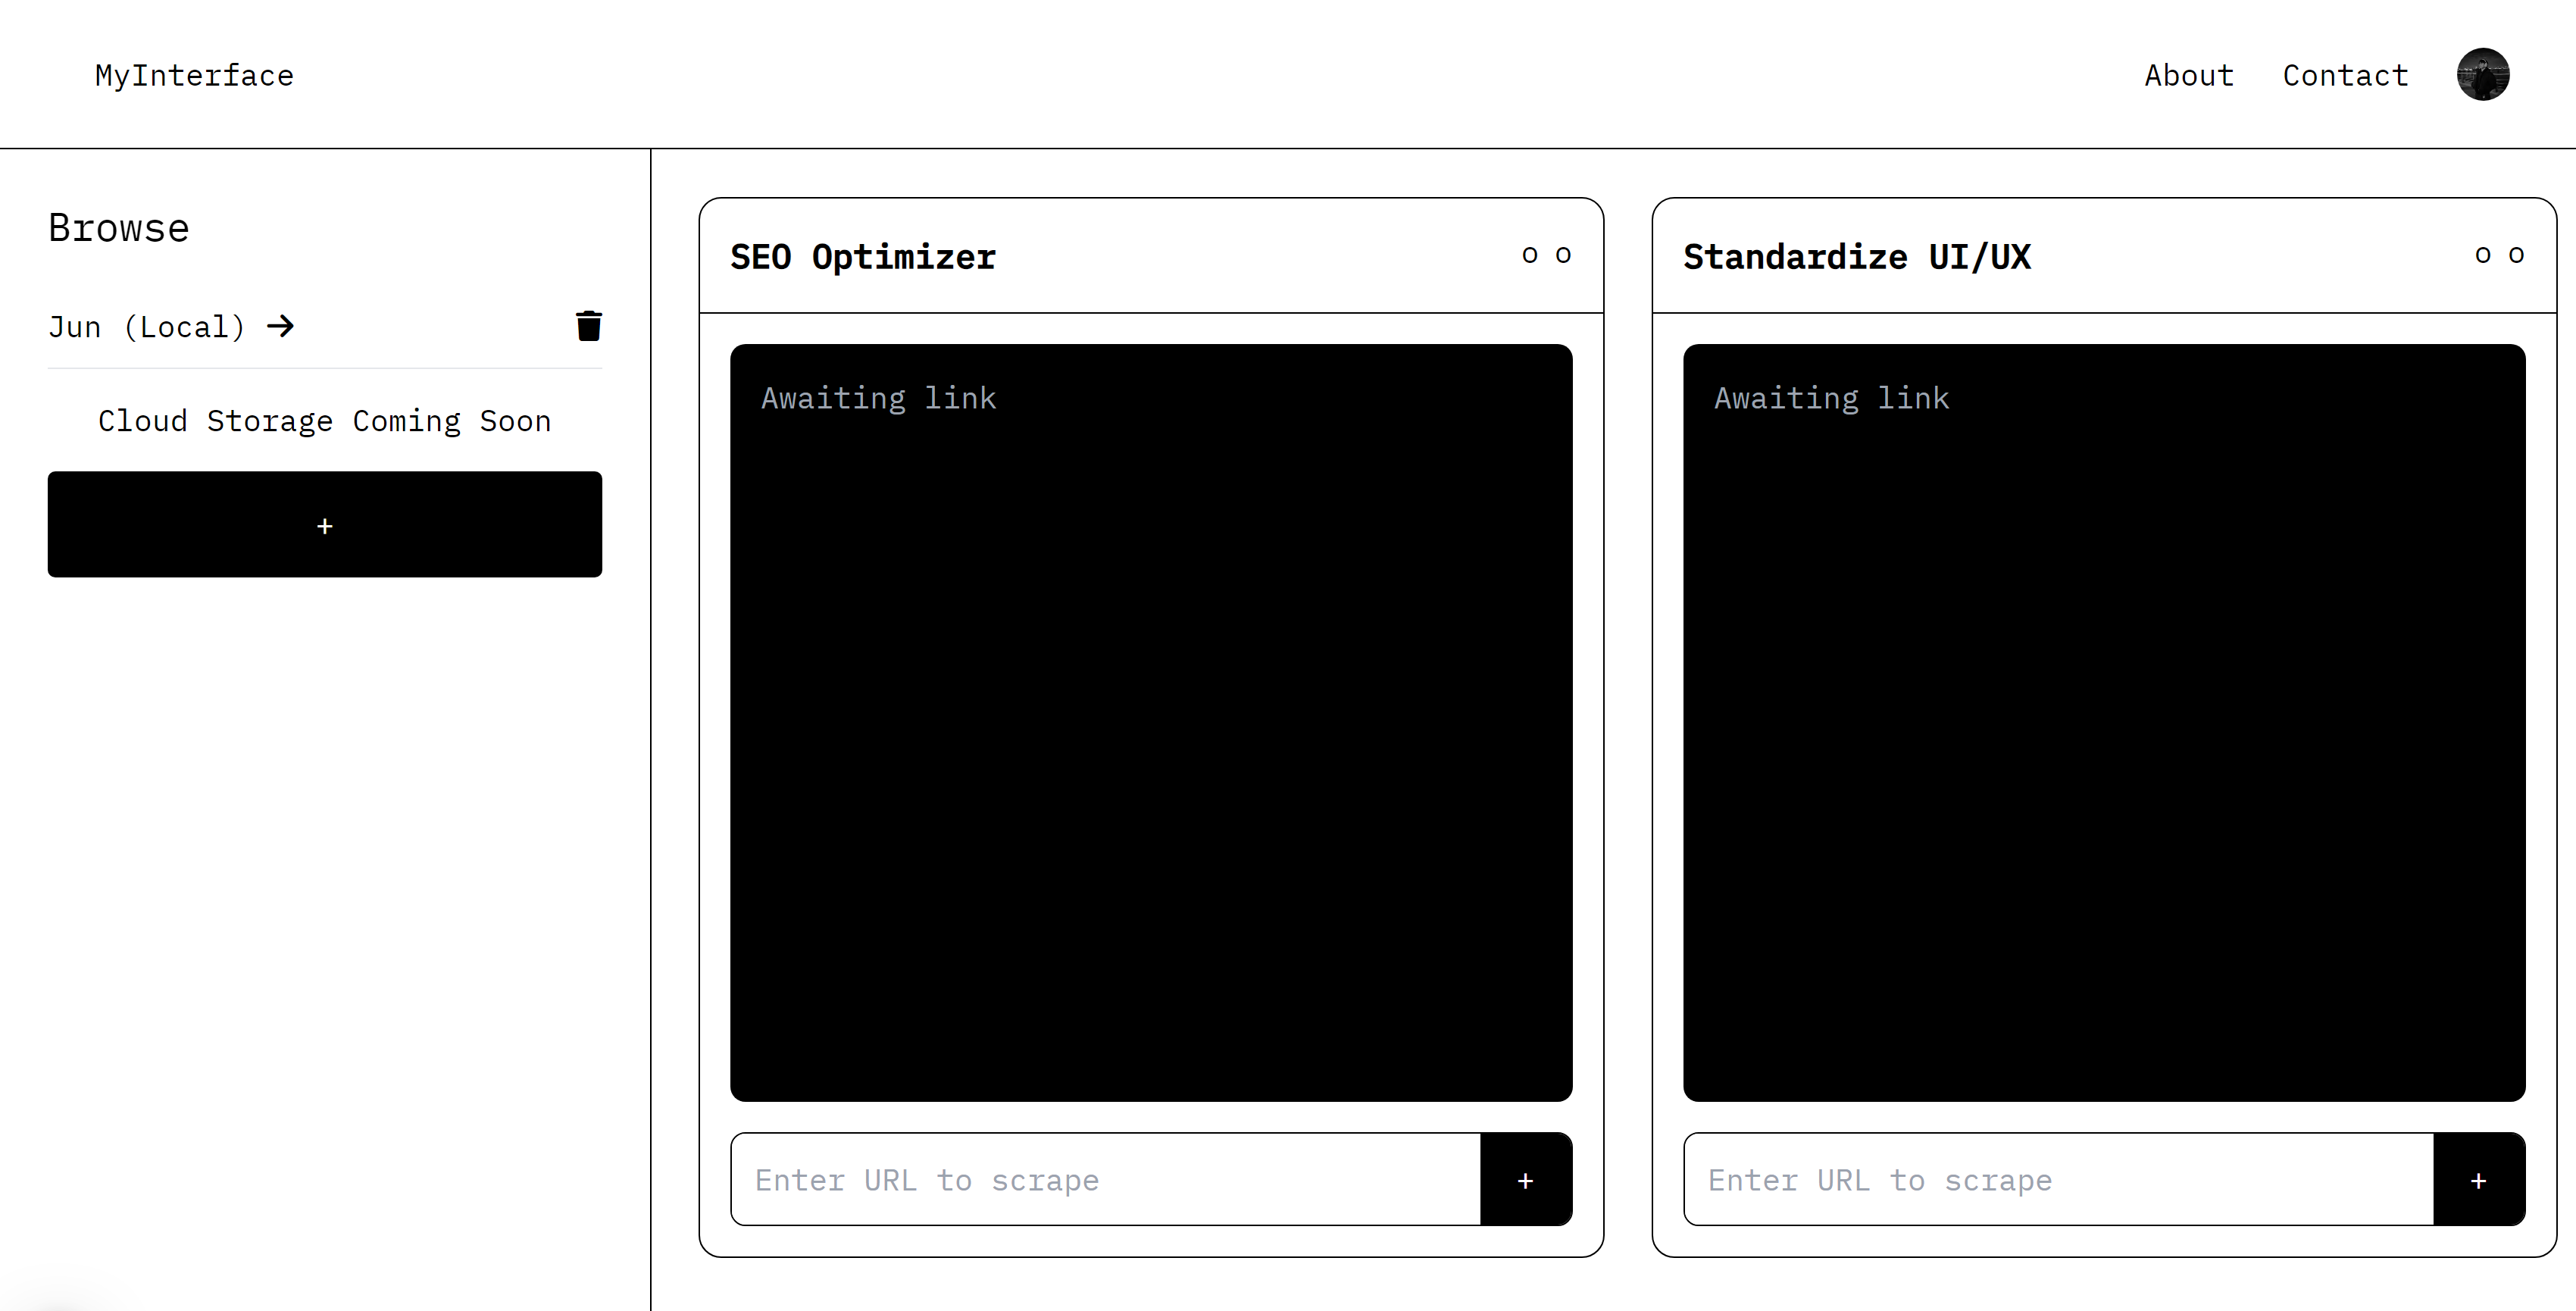 MyInterface
About
Contact
Browse
Jun (Local) →
Cloud Storage Coming Soon
+
SEO Optimizer
o o
Awaiting link
Enter URL to scrape
+
Standardize UI/UX
o o
Awaiting link
Enter URL to scrape
+